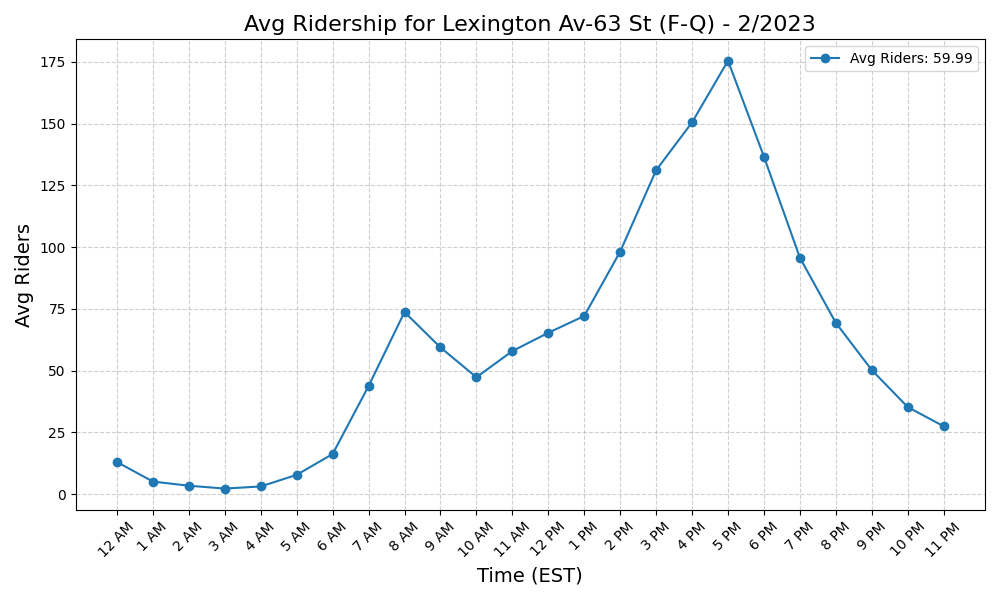 Avg Ridership for Lexington Av-63 St (F-Q) - 2/2023
Avg Riders: 59.99
Avg Riders
175
150
125
100
75
50
25
0
12 AM
1 AM
2 AM
3 AM
4 AM
5 AM
6 AM
7 AM
8 AM
9 AM
10 AM
11 AM
12 PM
1 PM
2 PM
3 PM
4 PM
5 PM
6 PM
7 PM
8 PM
9 PM
10 PM
11 PM
Time (EST)